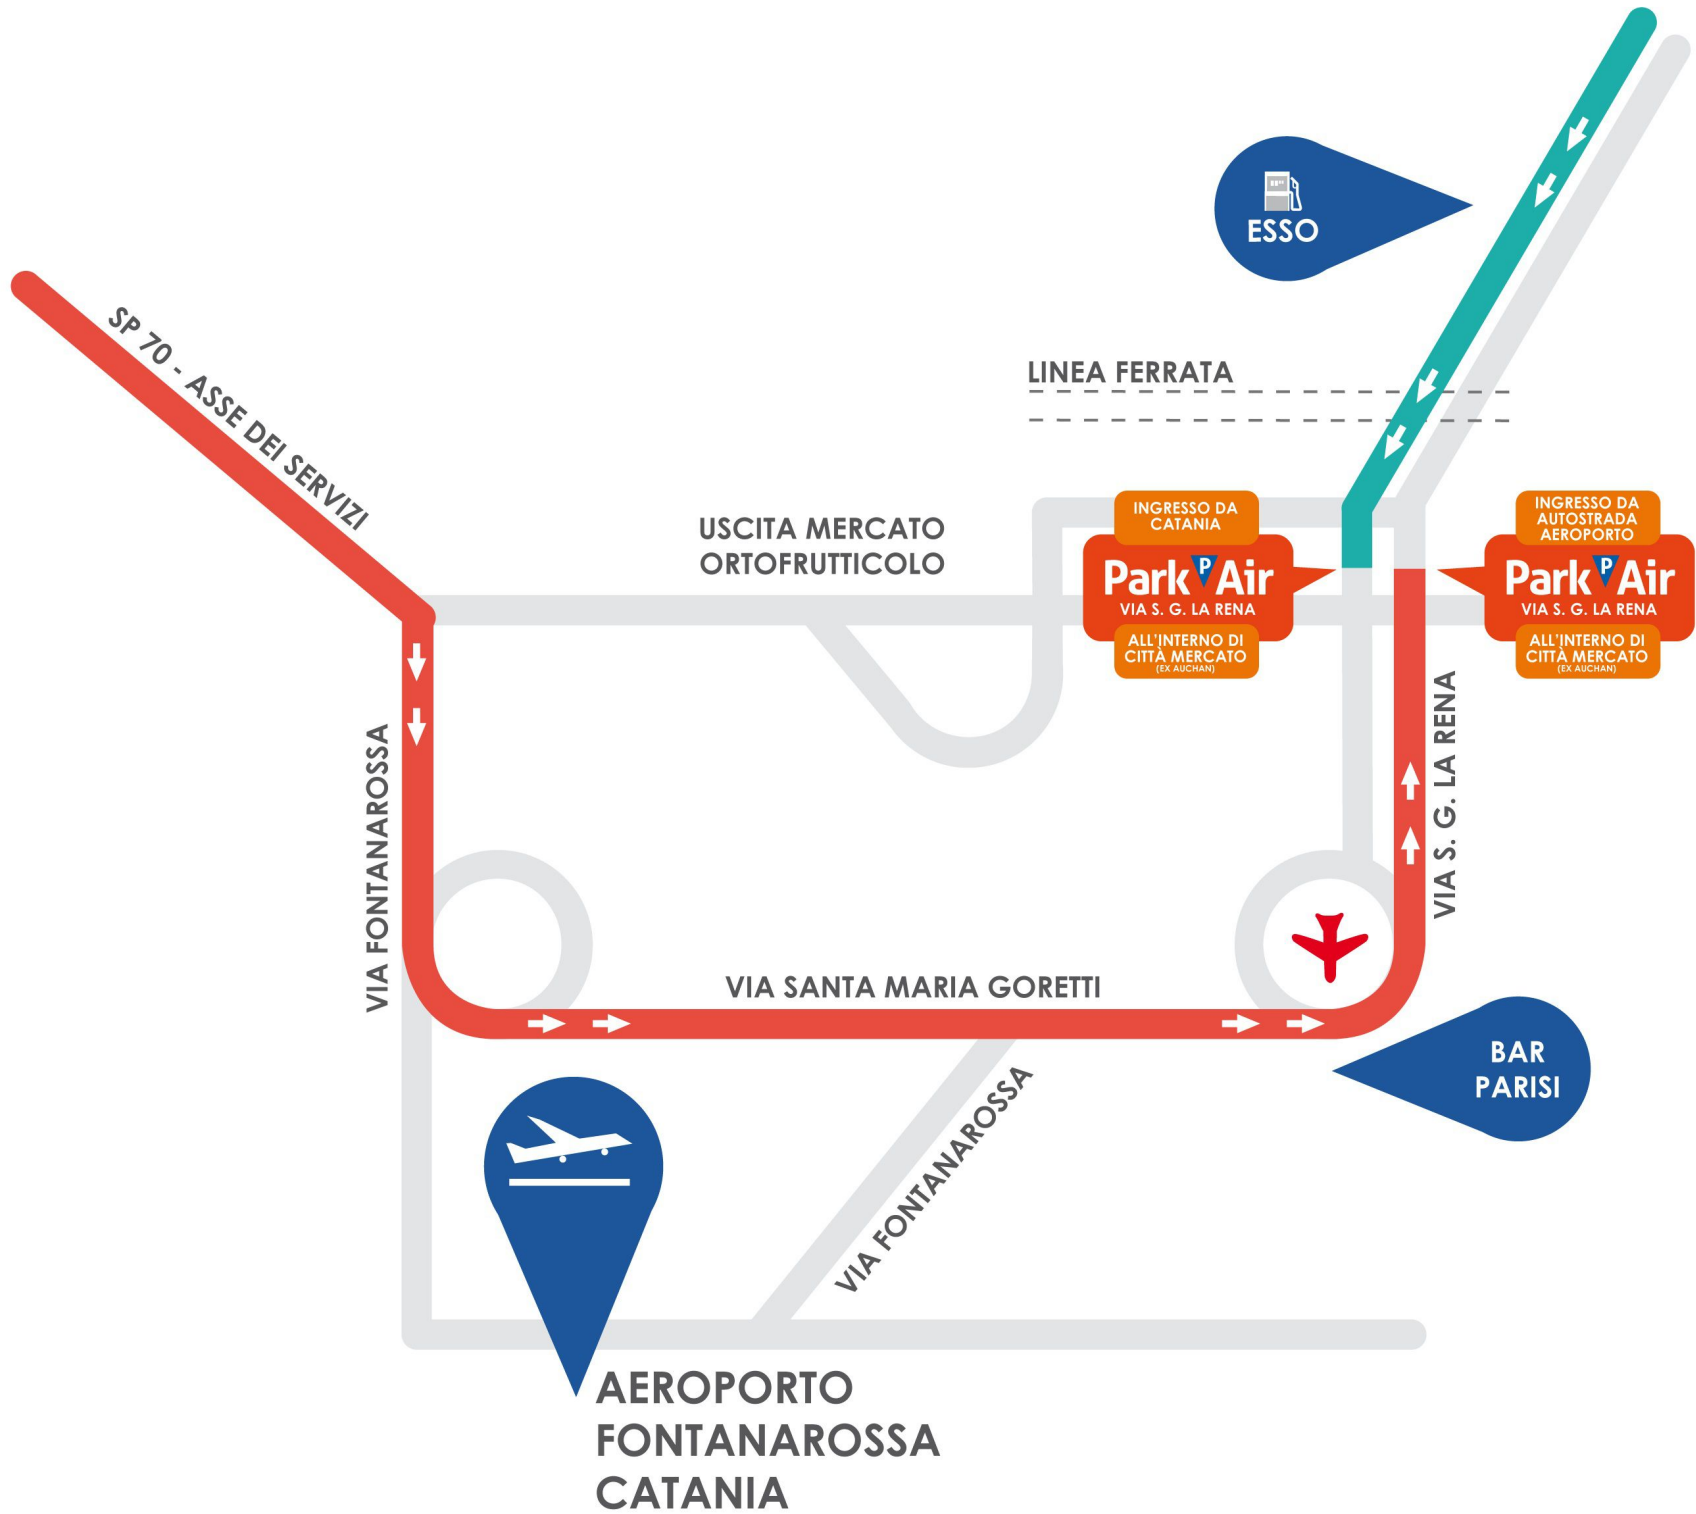 ESSO
SP 70 - ASSE DEI SERVIZI
LINEA FERRATA
USCITA MERCATO
ORTOFRUTTICOLO
INGRESSO DA
CATANIA
Park P Air
VIA S. G. LA RENA
ALL'INTERNO DI
CITTÀ MERCATO
(EX AUCHAN)
INGRESSO DA
AUTOSTRADA
AEROPORTO
Park P Air
VIA S. G. LA RENA
ALL'INTERNO DI
CITTÀ MERCATO
(EX AUCHAN)
VIA FONTANAROSSA
VIA S. G. LA RENA
VIA SANTA MARIA GORETTI
BAR
PARISI
VIA FONTANAROSSA
AEROPORTO
FONTANAROSSA
CATANIA